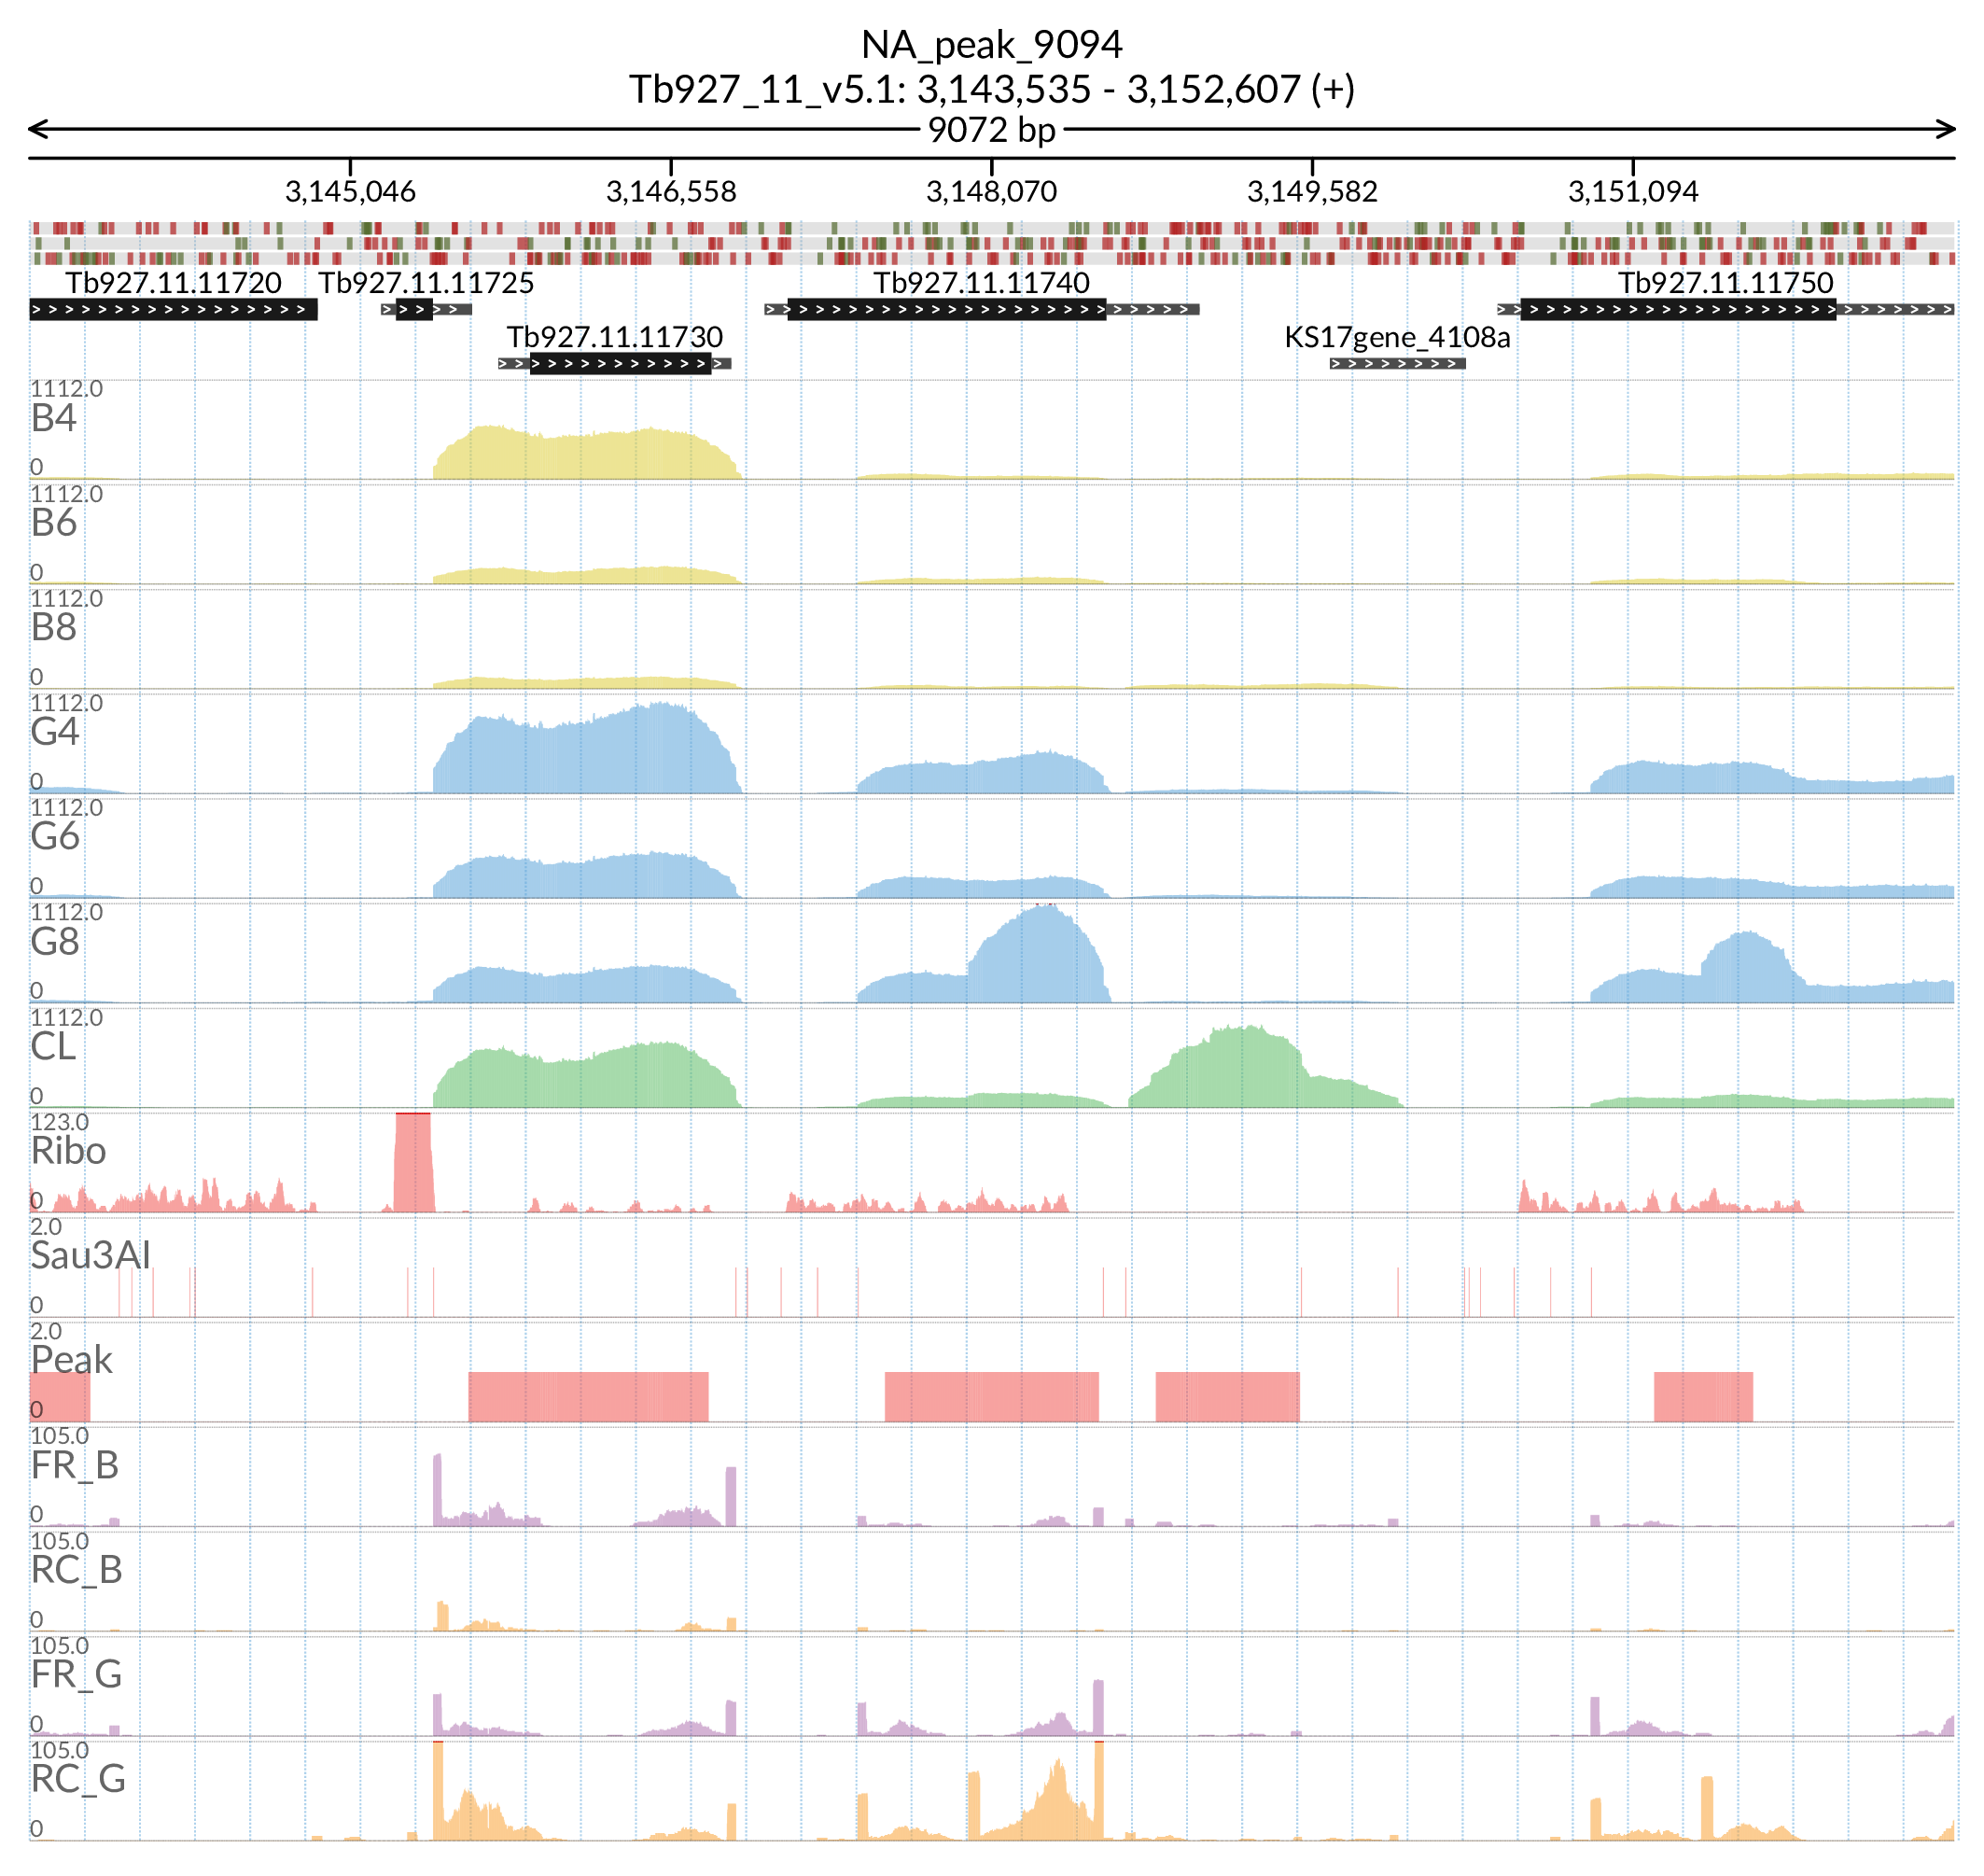 NA_peak_9094
Tb927_11_v5.1: 3,143,535 - 3,152,607 (+)
9072 bp
3,145,046 3,146,558 3,148,070 3,149,582 3,151,094
Tb927.11.11720 Tb927.11.11725 Tb927.11.11740 Tb927.11.11750
Tb927.11.11730 KS17gene_4108a
1112.0
B4
0
1112.0
B6
0
1112.0
B8
0
1112.0
G4
0
1112.0
G6
0
1112.0
G8
0
1112.0
CL
0
123.0
Ribo
0
2.0
Sau3AI
0
2.0
Peak
0
105.0
FR_B
0
105.0
RC_B
0
105.0
FR_G
0
105.0
RC_G
0